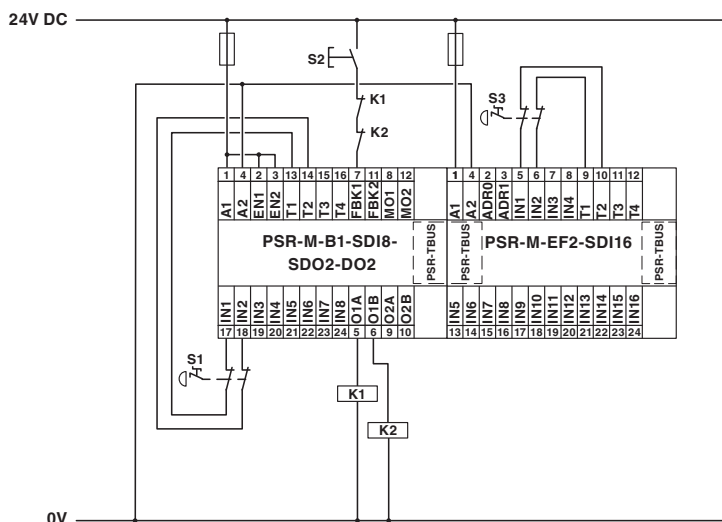 24V DC
S2
K1
K2
S3
1 4 2 3 13 14 15 16 7 11 8 12
A1 A2 EN1 EN2 T1 T2 T3 T4 FBK1 FBK2 MO1 MO2
1 4 2 3 5 6 7 8 9 10 11 12
A1 A2 ADR0 ADR1 IN1 IN2 IN3 IN4 T1 T2 T3 T4
PSR-M-B1-SDI8-
SDO2-DO2
PSR-TBUS
PSR-TBUS
PSR-M-EF2-SDI16
PSR-TBUS
IN1 IN2 IN3 IN4 IN5 IN6 IN7 IN8 O1A O1B O2A O2B
17 18 19 20 21 22 23 24 5 6 9 10
IN5 IN6 IN7 IN8 IN9 IN10 IN11 IN12 IN13 IN14 IN15 IN16
13 14 15 16 17 18 19 20 21 22 23 24
S1
K1
K2
0V